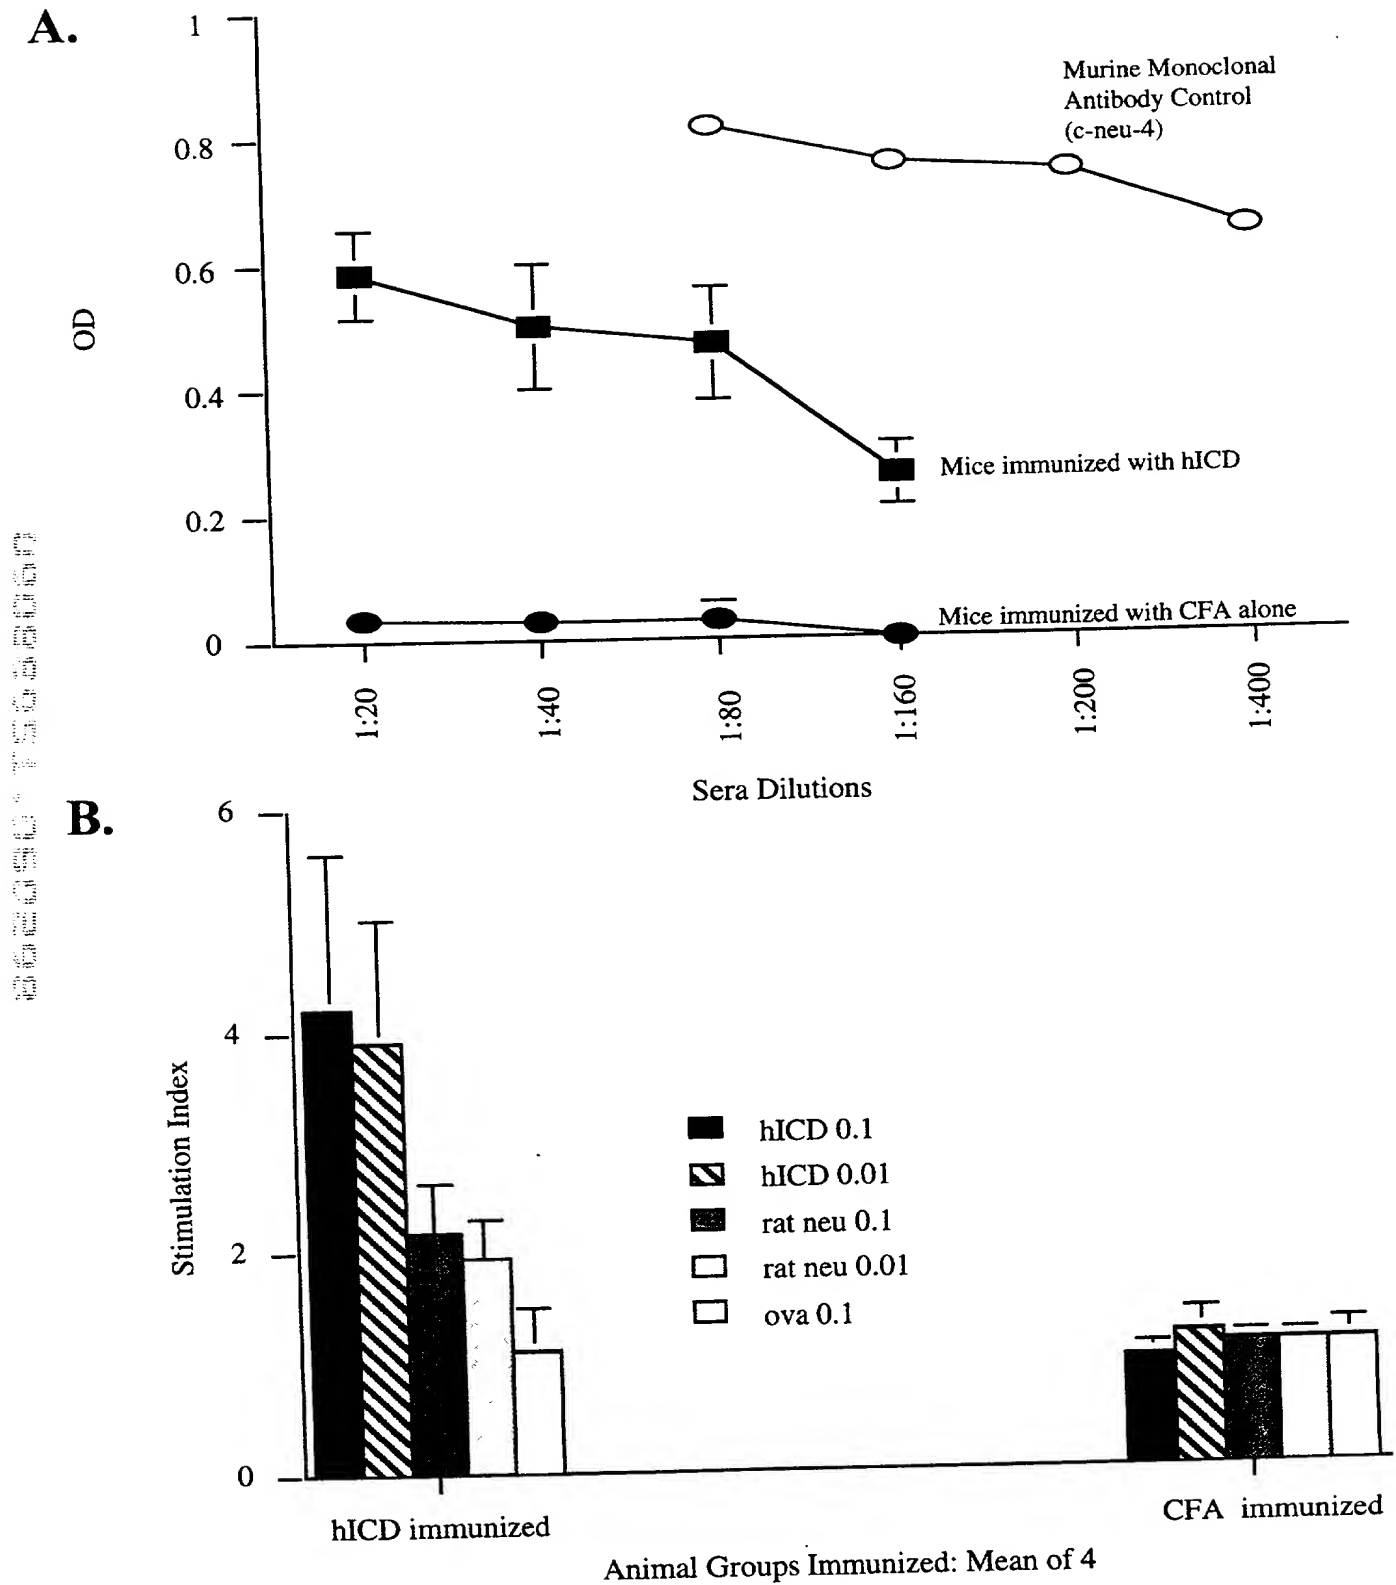 A.
1
0.8
0.6
0.4
0.2
0
OD
Murine Monoclonal
Antibody Control
(c-neu-4)
Mice immunized with hICD
Mice immunized with CFA alone
1:20
1:40
1:80
1:160
1:200
1:400
Sera Dilutions
B.
6
4
2
0
Stimulation Index
hICD 0.1
hICD 0.01
rat neu 0.1
rat neu 0.01
ova 0.1
hICD immunized
CFA immunized
Animal Groups Immunized: Mean of 4